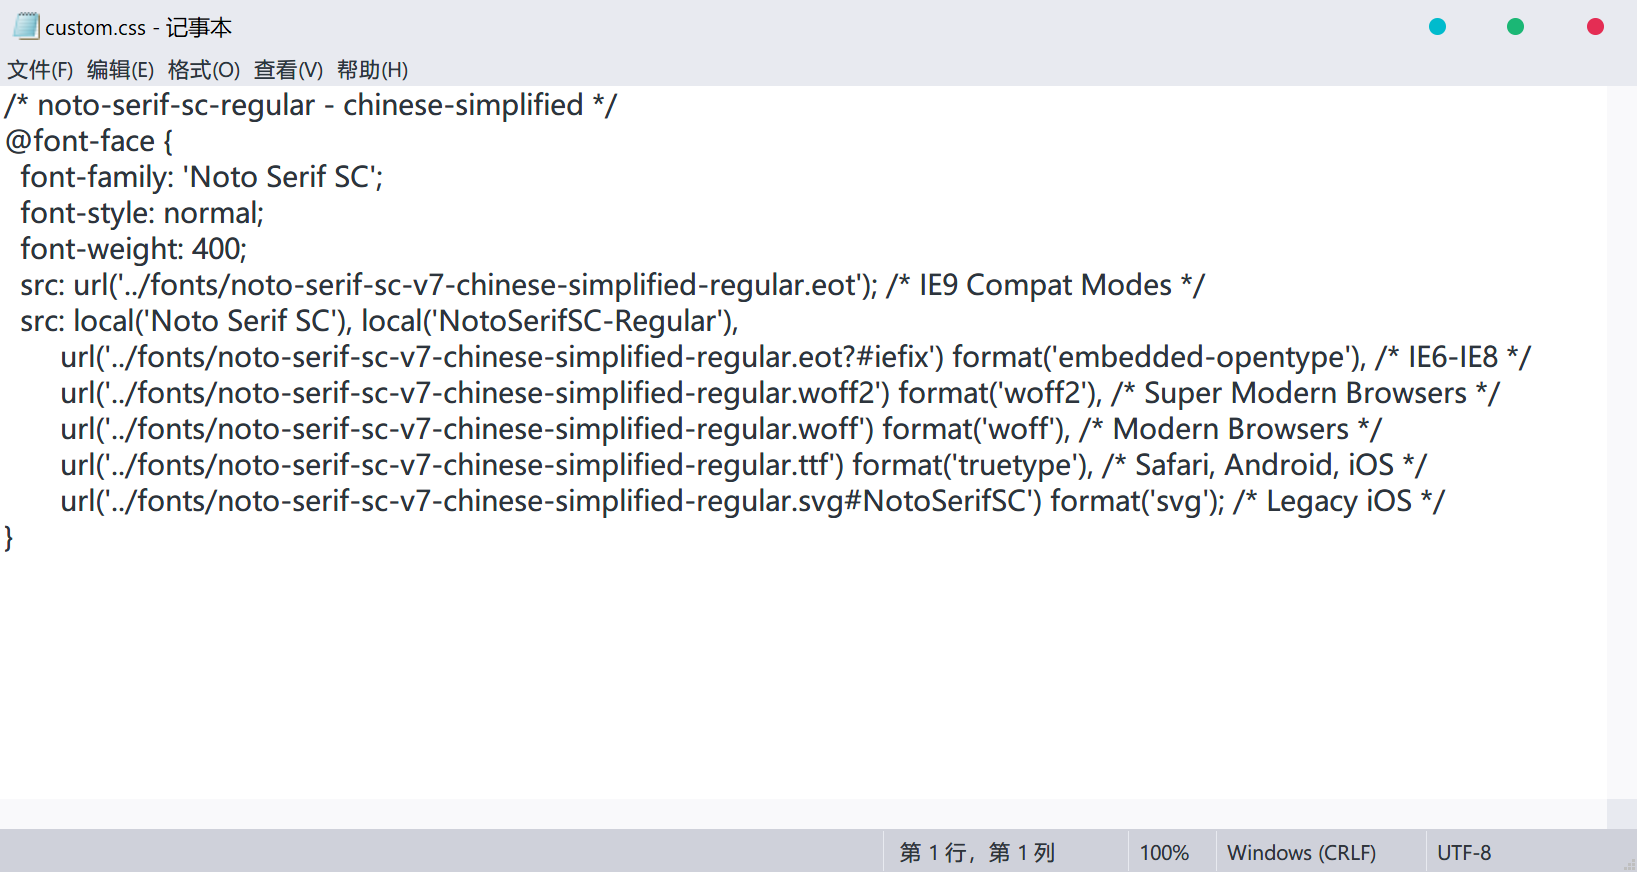 custom.css - 记事本
文件(F) 编辑(E) 格式(O) 查看(V) 帮助(H)
/* noto-serif-sc-regular - chinese-simplified */
@font-face {
  font-family: 'Noto Serif SC';
  font-style: normal;
  font-weight: 400;
  src: url('../fonts/noto-serif-sc-v7-chinese-simplified-regular.eot'); /* IE9 Compat Modes */
  src: local('Noto Serif SC'), local('NotoSerifSC-Regular'),
       url('../fonts/noto-serif-sc-v7-chinese-simplified-regular.eot?#iefix') format('embedded-opentype'), /* IE6-IE8 */
       url('../fonts/noto-serif-sc-v7-chinese-simplified-regular.woff2') format('woff2'), /* Super Modern Browsers */
       url('../fonts/noto-serif-sc-v7-chinese-simplified-regular.woff') format('woff'), /* Modern Browsers */
       url('../fonts/noto-serif-sc-v7-chinese-simplified-regular.ttf') format('truetype'), /* Safari, Android, iOS */
       url('../fonts/noto-serif-sc-v7-chinese-simplified-regular.svg#NotoSerifSC') format('svg'); /* Legacy iOS */
}
第 1 行，第 1 列 100% Windows (CRLF) UTF-8